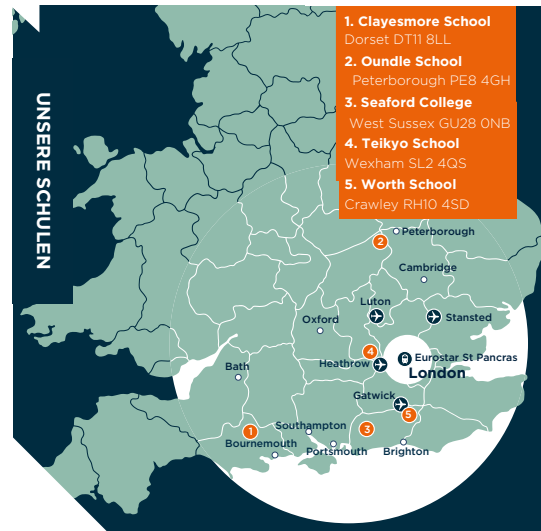 UNSERE SCHULEN
1. Clayesmore School
Dorset DT11 8LL
2. Oundle School
Peterborough PE8 4GH
3. Seaford College
West Sussex GU28 0NB
4. Teikyo School
Wexham SL2 4QS
5. Worth School
Crawley RH10 4SD
Peterborough
2
Cambridge
Luton
Stansted
Oxford
4
Eurostar St Pancras
Heathrow
London
Bath
Gatwick
5
Southampton
1
3
Bournemouth
Portsmouth
Brighton